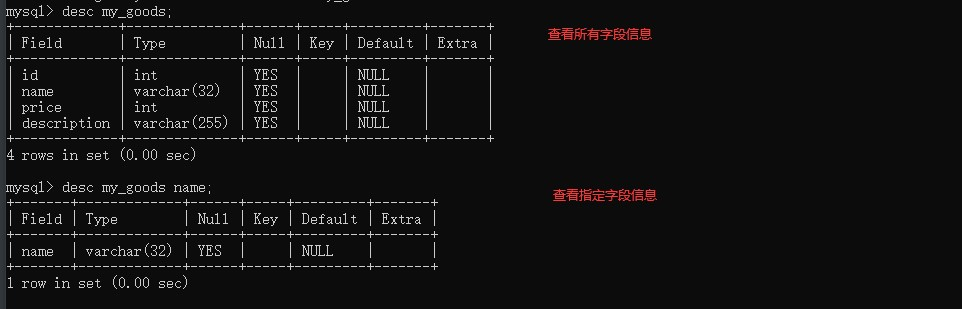 mysql> desc my_goods;
+-------------+--------------+------+-----+---------+-------+
| Field       | Type         | Null | Key | Default | Extra |
+-------------+--------------+------+-----+---------+-------+
| id          | int          | YES  |     | NULL    |       |
| name        | varchar(32)  | YES  |     | NULL    |       |
| price       | int          | YES  |     | NULL    |       |
| description | varchar(255) | YES  |     | NULL    |       |
+-------------+--------------+------+-----+---------+-------+
4 rows in set (0.00 sec)
查看所有字段信息
mysql> desc my_goods name;
+-------+-------------+------+-----+---------+-------+
| Field | Type        | Null | Key | Default | Extra |
+-------+-------------+------+-----+---------+-------+
| name  | varchar(32) | YES  |     | NULL    |       |
+-------+-------------+------+-----+---------+-------+
1 row in set (0.00 sec)
查看指定字段信息